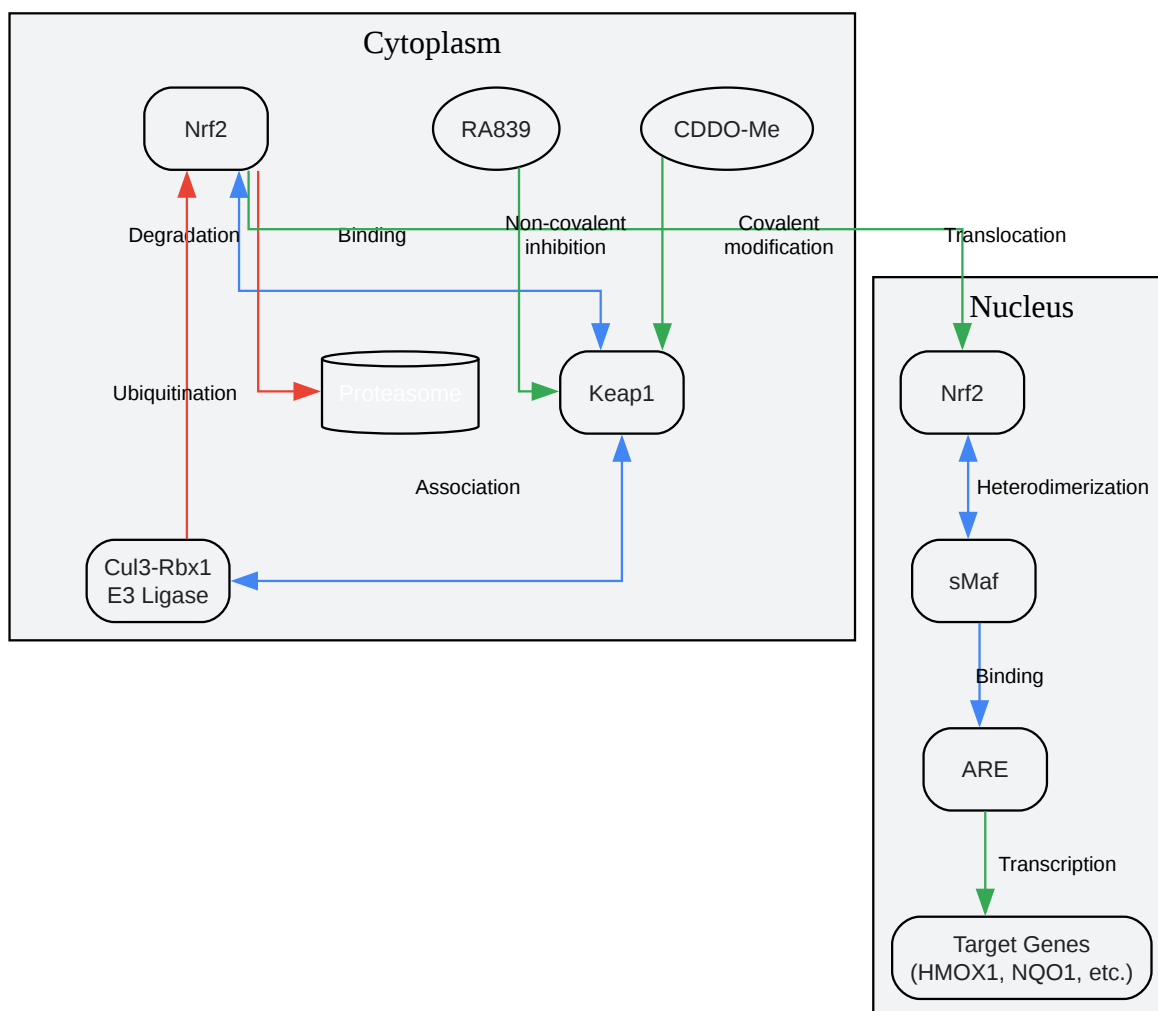 Cytoplasm
Nrf2
RA839
CDDO-Me
Degradation
Binding
Non-covalent
inhibition
Covalent
modification
Translocation
Nucleus
Ubiquitination
Proteasome
Keap1
Nrf2
Association
Heterodimerization
Cul3-Rbx1
E3 Ligase
sMaf
Binding
ARE
Transcription
Target Genes
(HMOX1, NQO1, etc.)